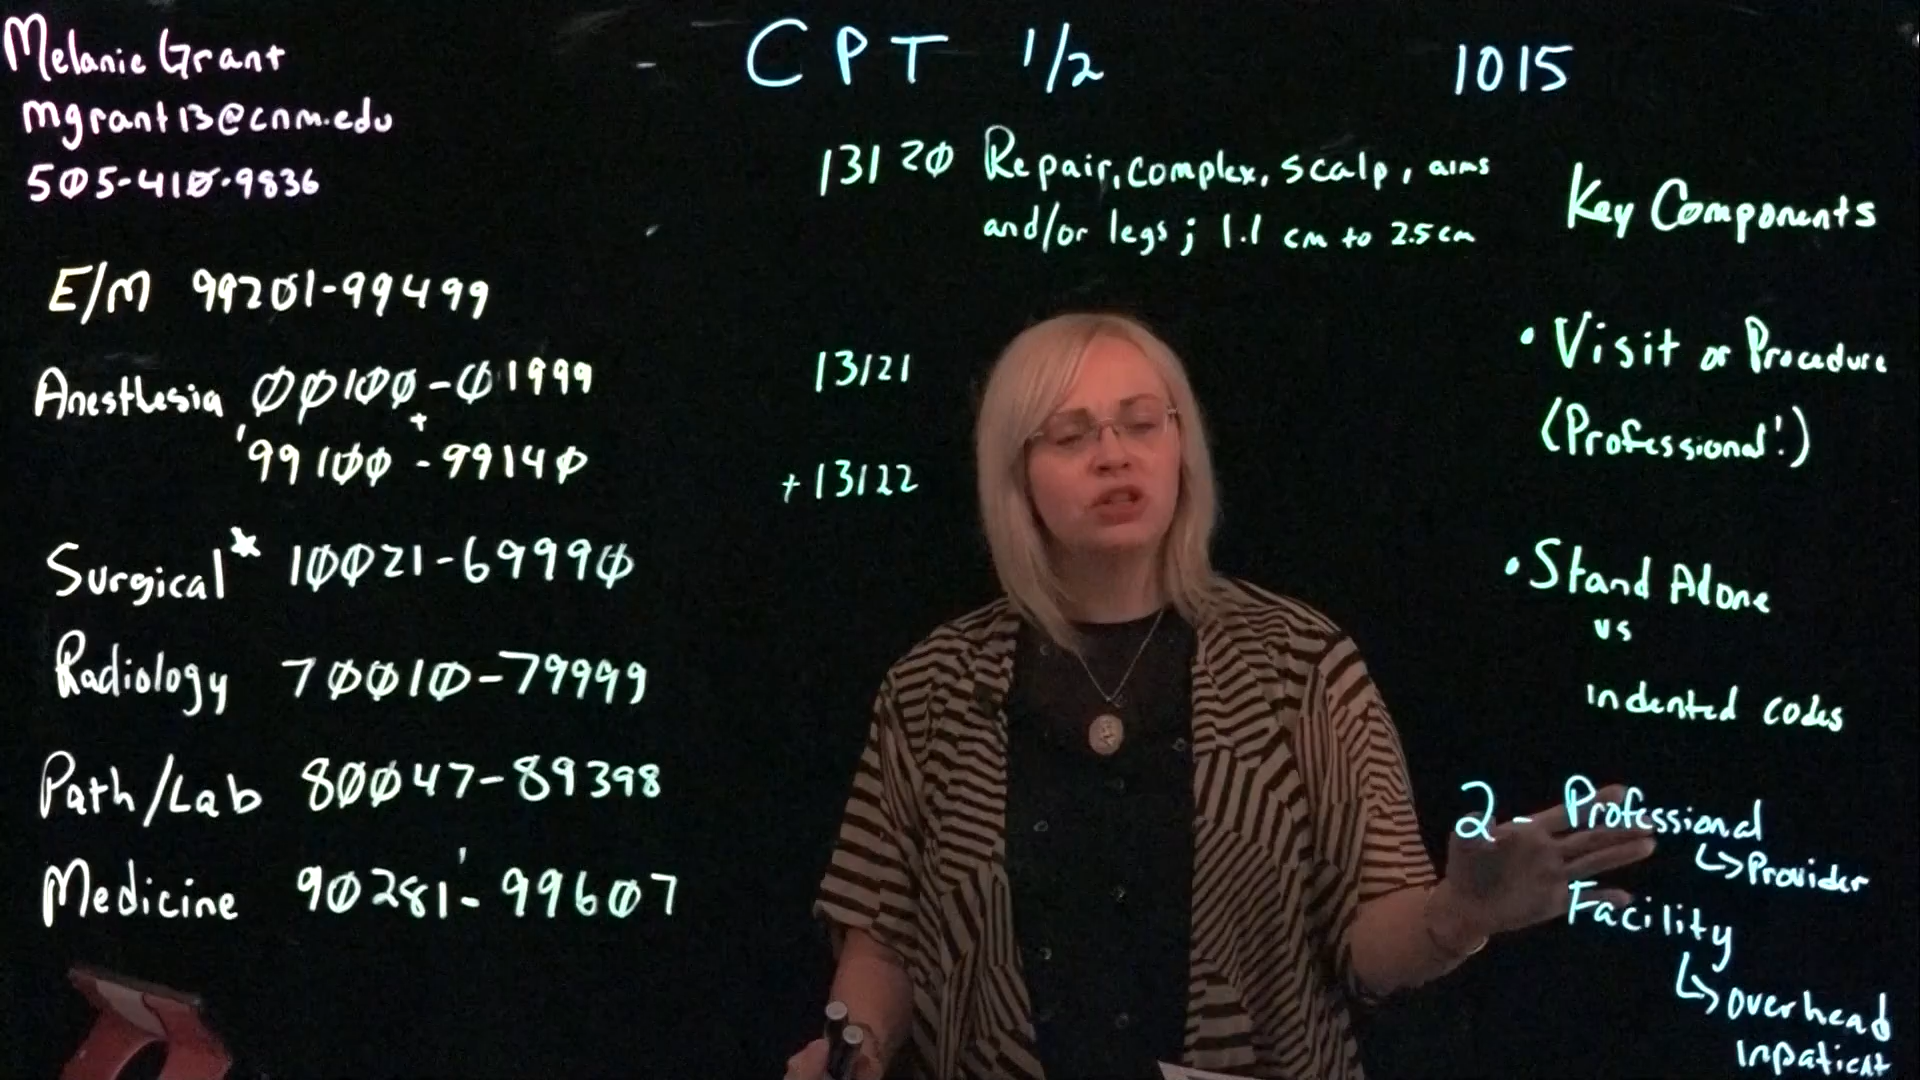 Melanie Grant
mgrant13@cnm.edu
505-410-9836
CPT 1/2
1015
E/M 99201-99499
Anesthesia 00100-01999
+
99100-99140
Surgical* 10021-69990
Radiology 70010-79999
Path/Lab 80047-89398
Medicine 90281-99607
13120 Repair, complex, scalp, arms
and/or legs; 1.1 cm to 2.5 cm
13121
+13122
Key Components
• Visit or Procedure
(Professional!)
• Stand Alone
vs
indented codes
2 - Professional
↳ Provider
Facility
↳ overhead
inpatient